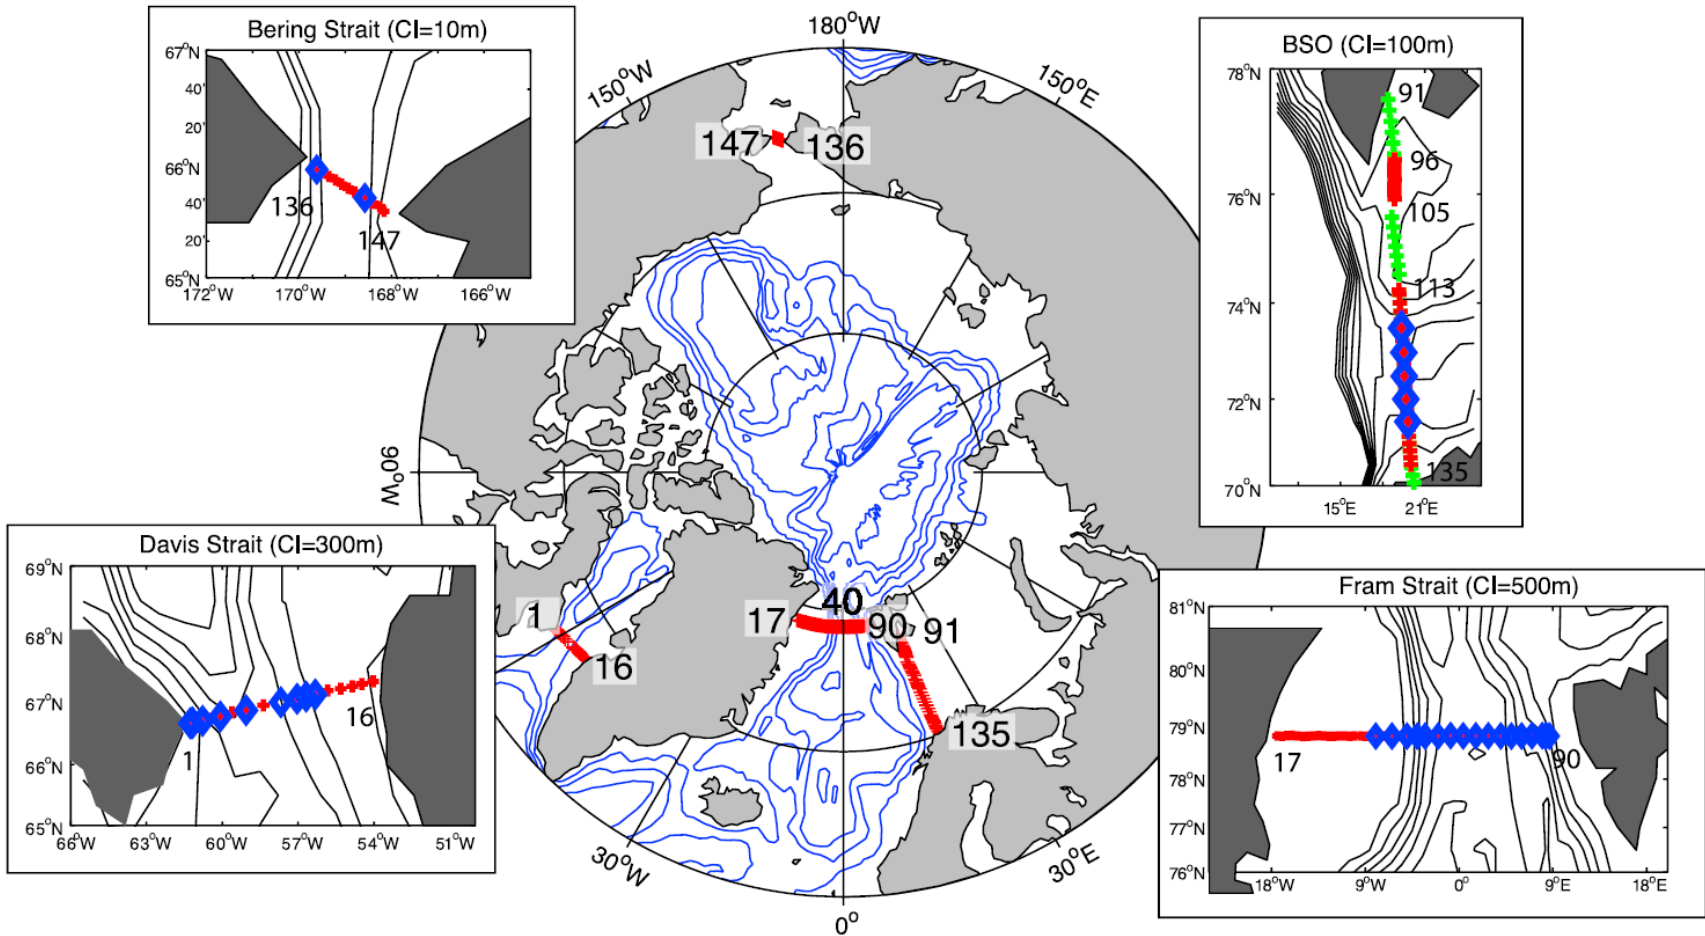 Bering Strait (CI=10m)
67°N
40'
20'
66°N
40'
20'
65°N
136
147
172°W 170°W 168°W 166°W
180°W
150°W
150°E
90°W
30°W
0°
30°E
147 136
1
16
17
40
90
91
135
BSO (CI=100m)
78°N
76°N
74°N
72°N
70°N
91
96
105
113
135
15°E 21°E
Davis Strait (CI=300m)
69°N
68°N
67°N
66°N
65°N
1
16
66°W 63°W 60°W 57°W 54°W 51°W
Fram Strait (CI=500m)
81°N
80°N
79°N
78°N
77°N
76°N
17
90
18°W 9°W 0° 9°E 18°E